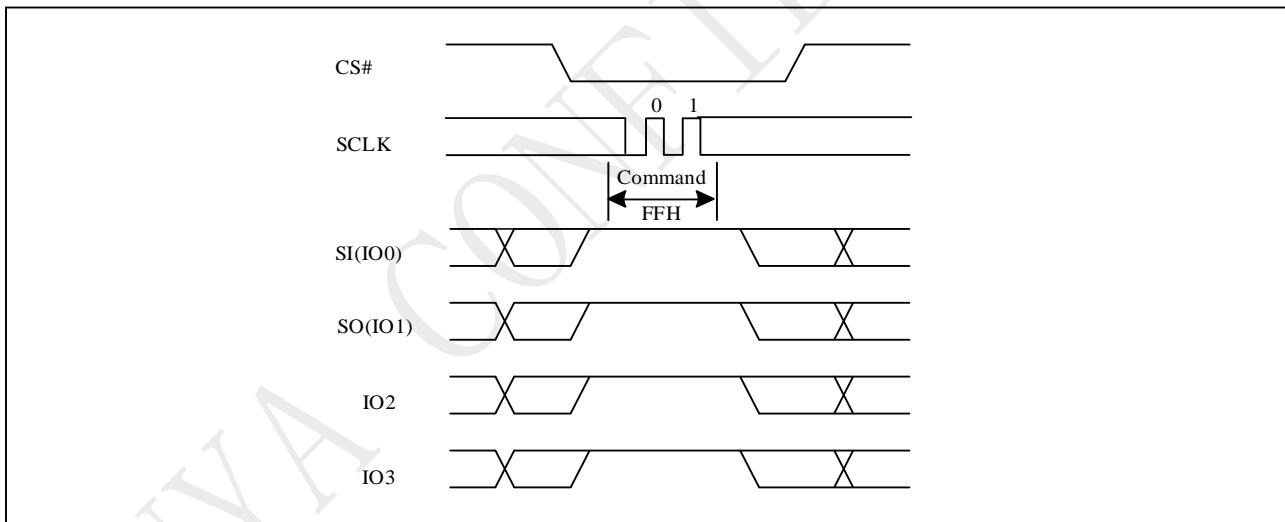 CS#
0 1
SCLK
Command
FFH
SI(IO0)
SO(IO1)
IO2
IO3